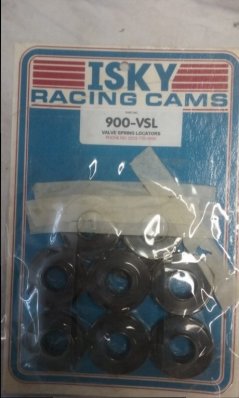 ISKY
RACING CAMS
900-VSL
VALVE SPRING LOCATORS